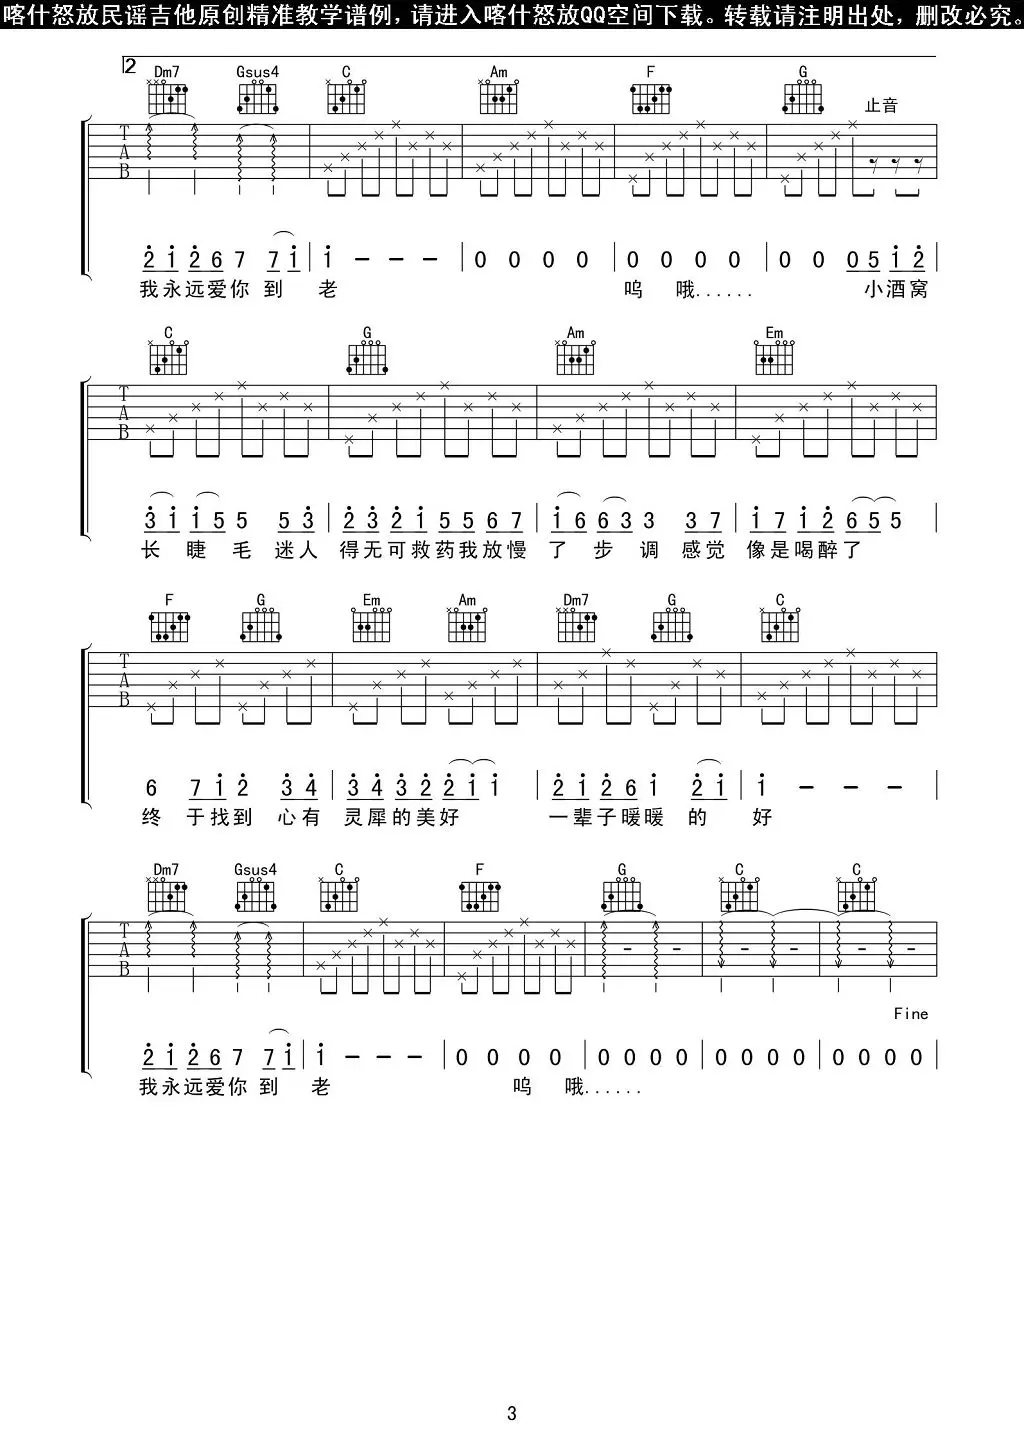 喀什怒放民谣吉他原创精准教学谱例，请进入喀什怒放QQ空间下载。转载请注明出处，删改必究。
2
Dm7 Gsus4 C Am F G
止音
T
A
B
2 1 2 6 7 7 1 1 - - - 0 0 0 0 0 0 0 0 0 0 0 5 1 2
我永远爱你 到 老 呜 哦...... 小酒窝
C G Am Em
T
A
B
3 1 1 5 5 5 3 2 3 2 1 5 5 6 7 1 6 6 3 3 3 7 1 7 1 2 6 5 5
长 睫 毛 迷人 得无可救药我放慢 了 步 调 感觉 像是喝醉了
F G Em Am Dm7 G C
T
A
B
6 7 1 2 3 4 3 4 3 2 2 1 1 2 1 2 6 1 2 1 1 - - -
终 于找到 心有 灵犀的美好 一辈子暖暖 的 好
Dm7 Gsus4 C F G C C
T
A
B
Fine
2 1 2 6 7 7 1 1 - - - 0 0 0 0 0 0 0 0 0 0 0 0 0 0 0 0
我永远爱你 到 老 呜 哦......
3